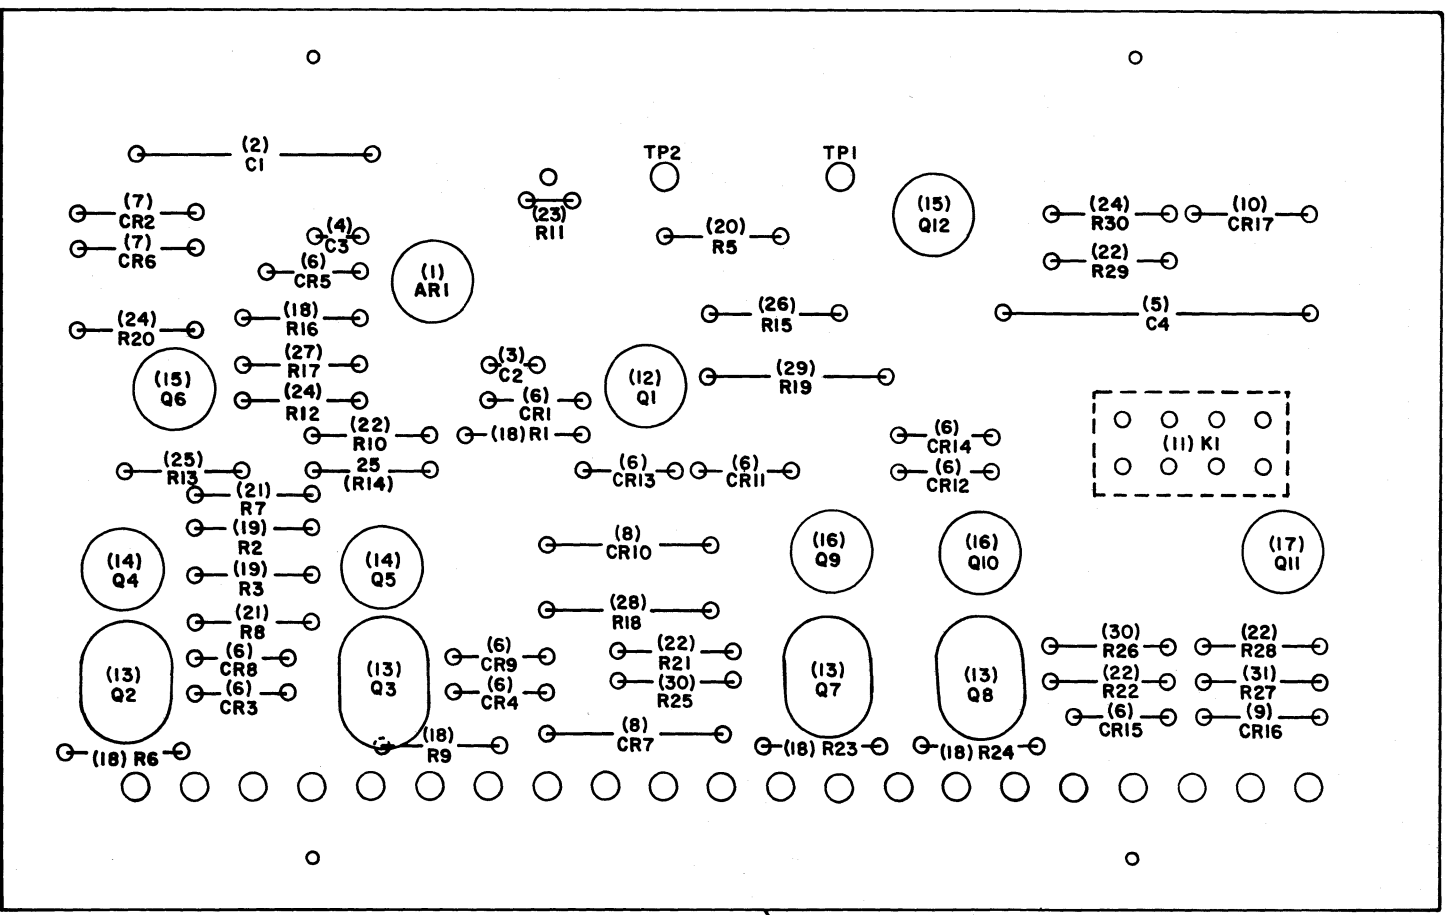 (2)
C1
TP2
TP1
(7)
CR2
(7)
CR6
(4)
C3
(6)
CR5
(1)
AR1
(23)
R11
(20)
R5
(15)
Q12
(24)
R30
(10)
CR17
(22)
R29
(24)
R20
(18)
R16
(26)
R15
(5)
C4
(15)
Q6
(27)
R17
(24)
R12
(3)
C2
(6)
CR1
(12)
Q1
(29)
R19
(22)
R10
(18) R1
(6)
CR14
(11) K1
(25)
R13
25
(R14)
(6)
CR13
(6)
CR11
(6)
CR12
(21)
R7
(19)
R2
(14)
Q4
(19)
R3
(14)
Q5
(8)
CR10
(16)
Q9
(16)
Q10
(17)
Q11
(21)
R8
(28)
R18
(13)
Q2
(6)
CR8
(6)
CR3
(13)
Q3
(6)
CR9
(6)
CR4
(22)
R21
(30)
R25
(13)
Q7
(13)
Q8
(30)
R26
(22)
R28
(22)
R22
(31)
R27
(6)
CR15
(9)
CR16
(18) R6
(18)
R9
(8)
CR7
(18) R23
(18) R24